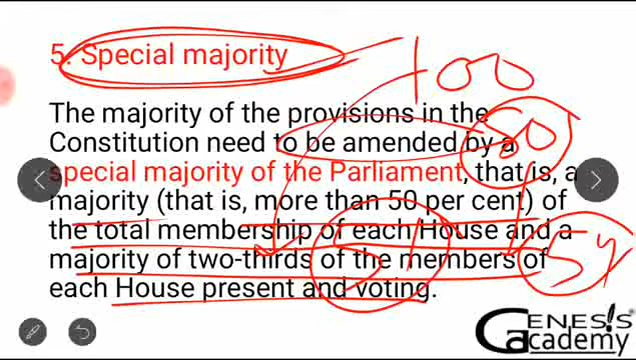 5. Special majority
100
The majority of the provisions in the
Constitution need to be amended by a
80
special majority of the Parliament, that is, a
majority (that is, more than 50 per cent) of
the total membership of each House and a
majority of two-thirds of the members of
51
54
each House present and voting.
GENES!S
academy